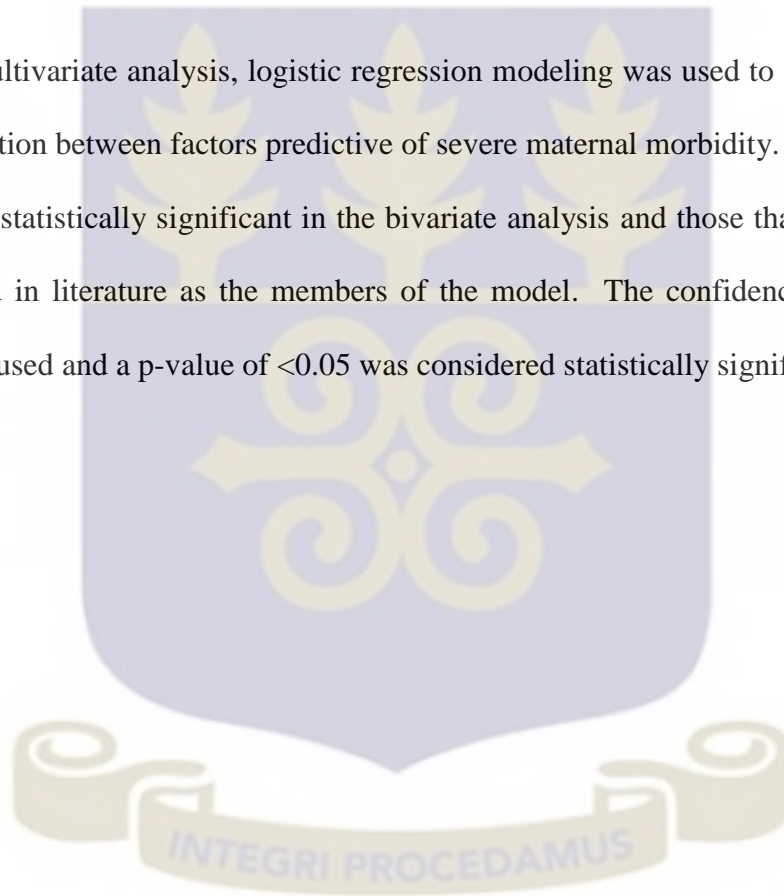 ultivariate analysis, logistic regression modeling was used to
tion between factors predictive of severe maternal morbidity.
statistically significant in the bivariate analysis and those tha
in literature as the members of the model. The confidenc
used and a p-value of <0.05 was considered statistically signif
INTEGRI PROCEDAMUS